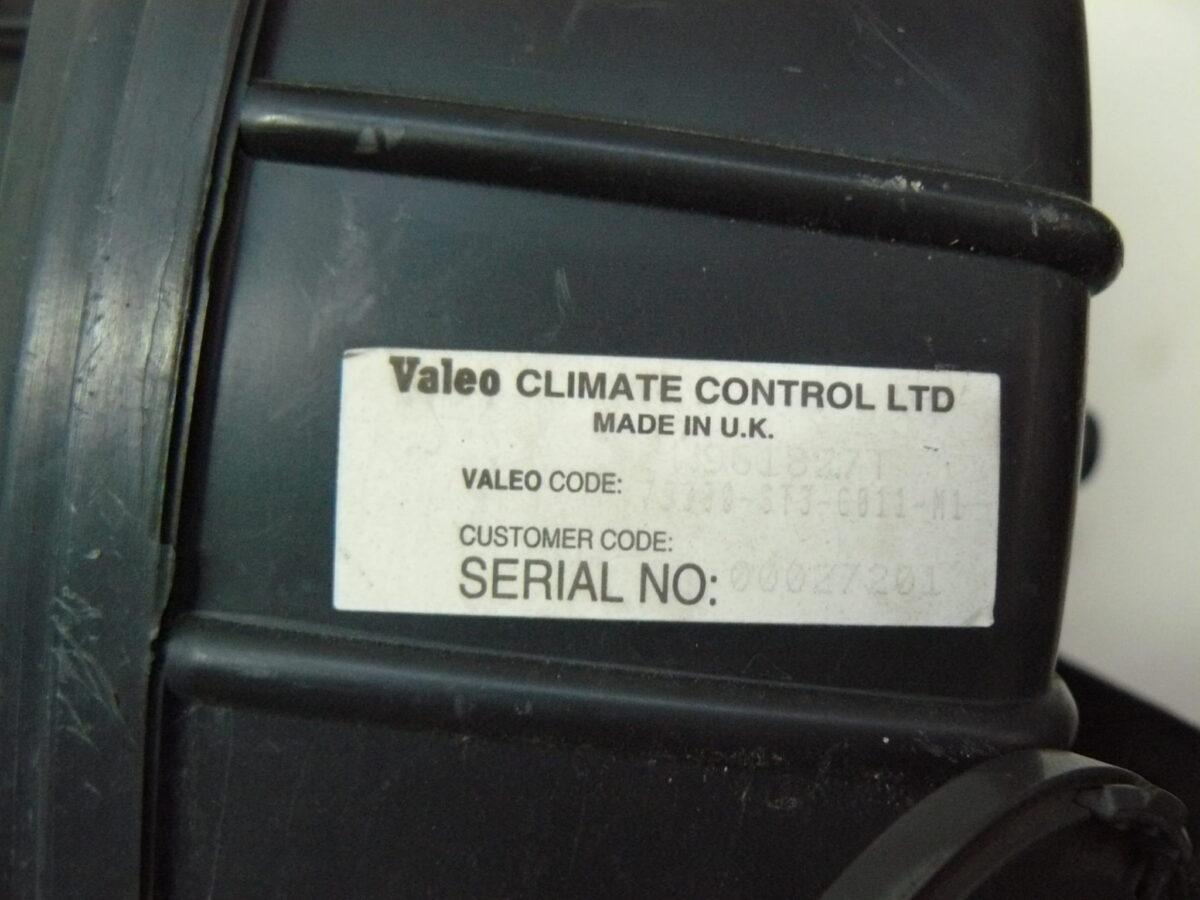 Valeo CLIMATE CONTROL LTD
MADE IN U.K.
VALEO CODE:
CUSTOMER CODE:
SERIAL NO: 00027201